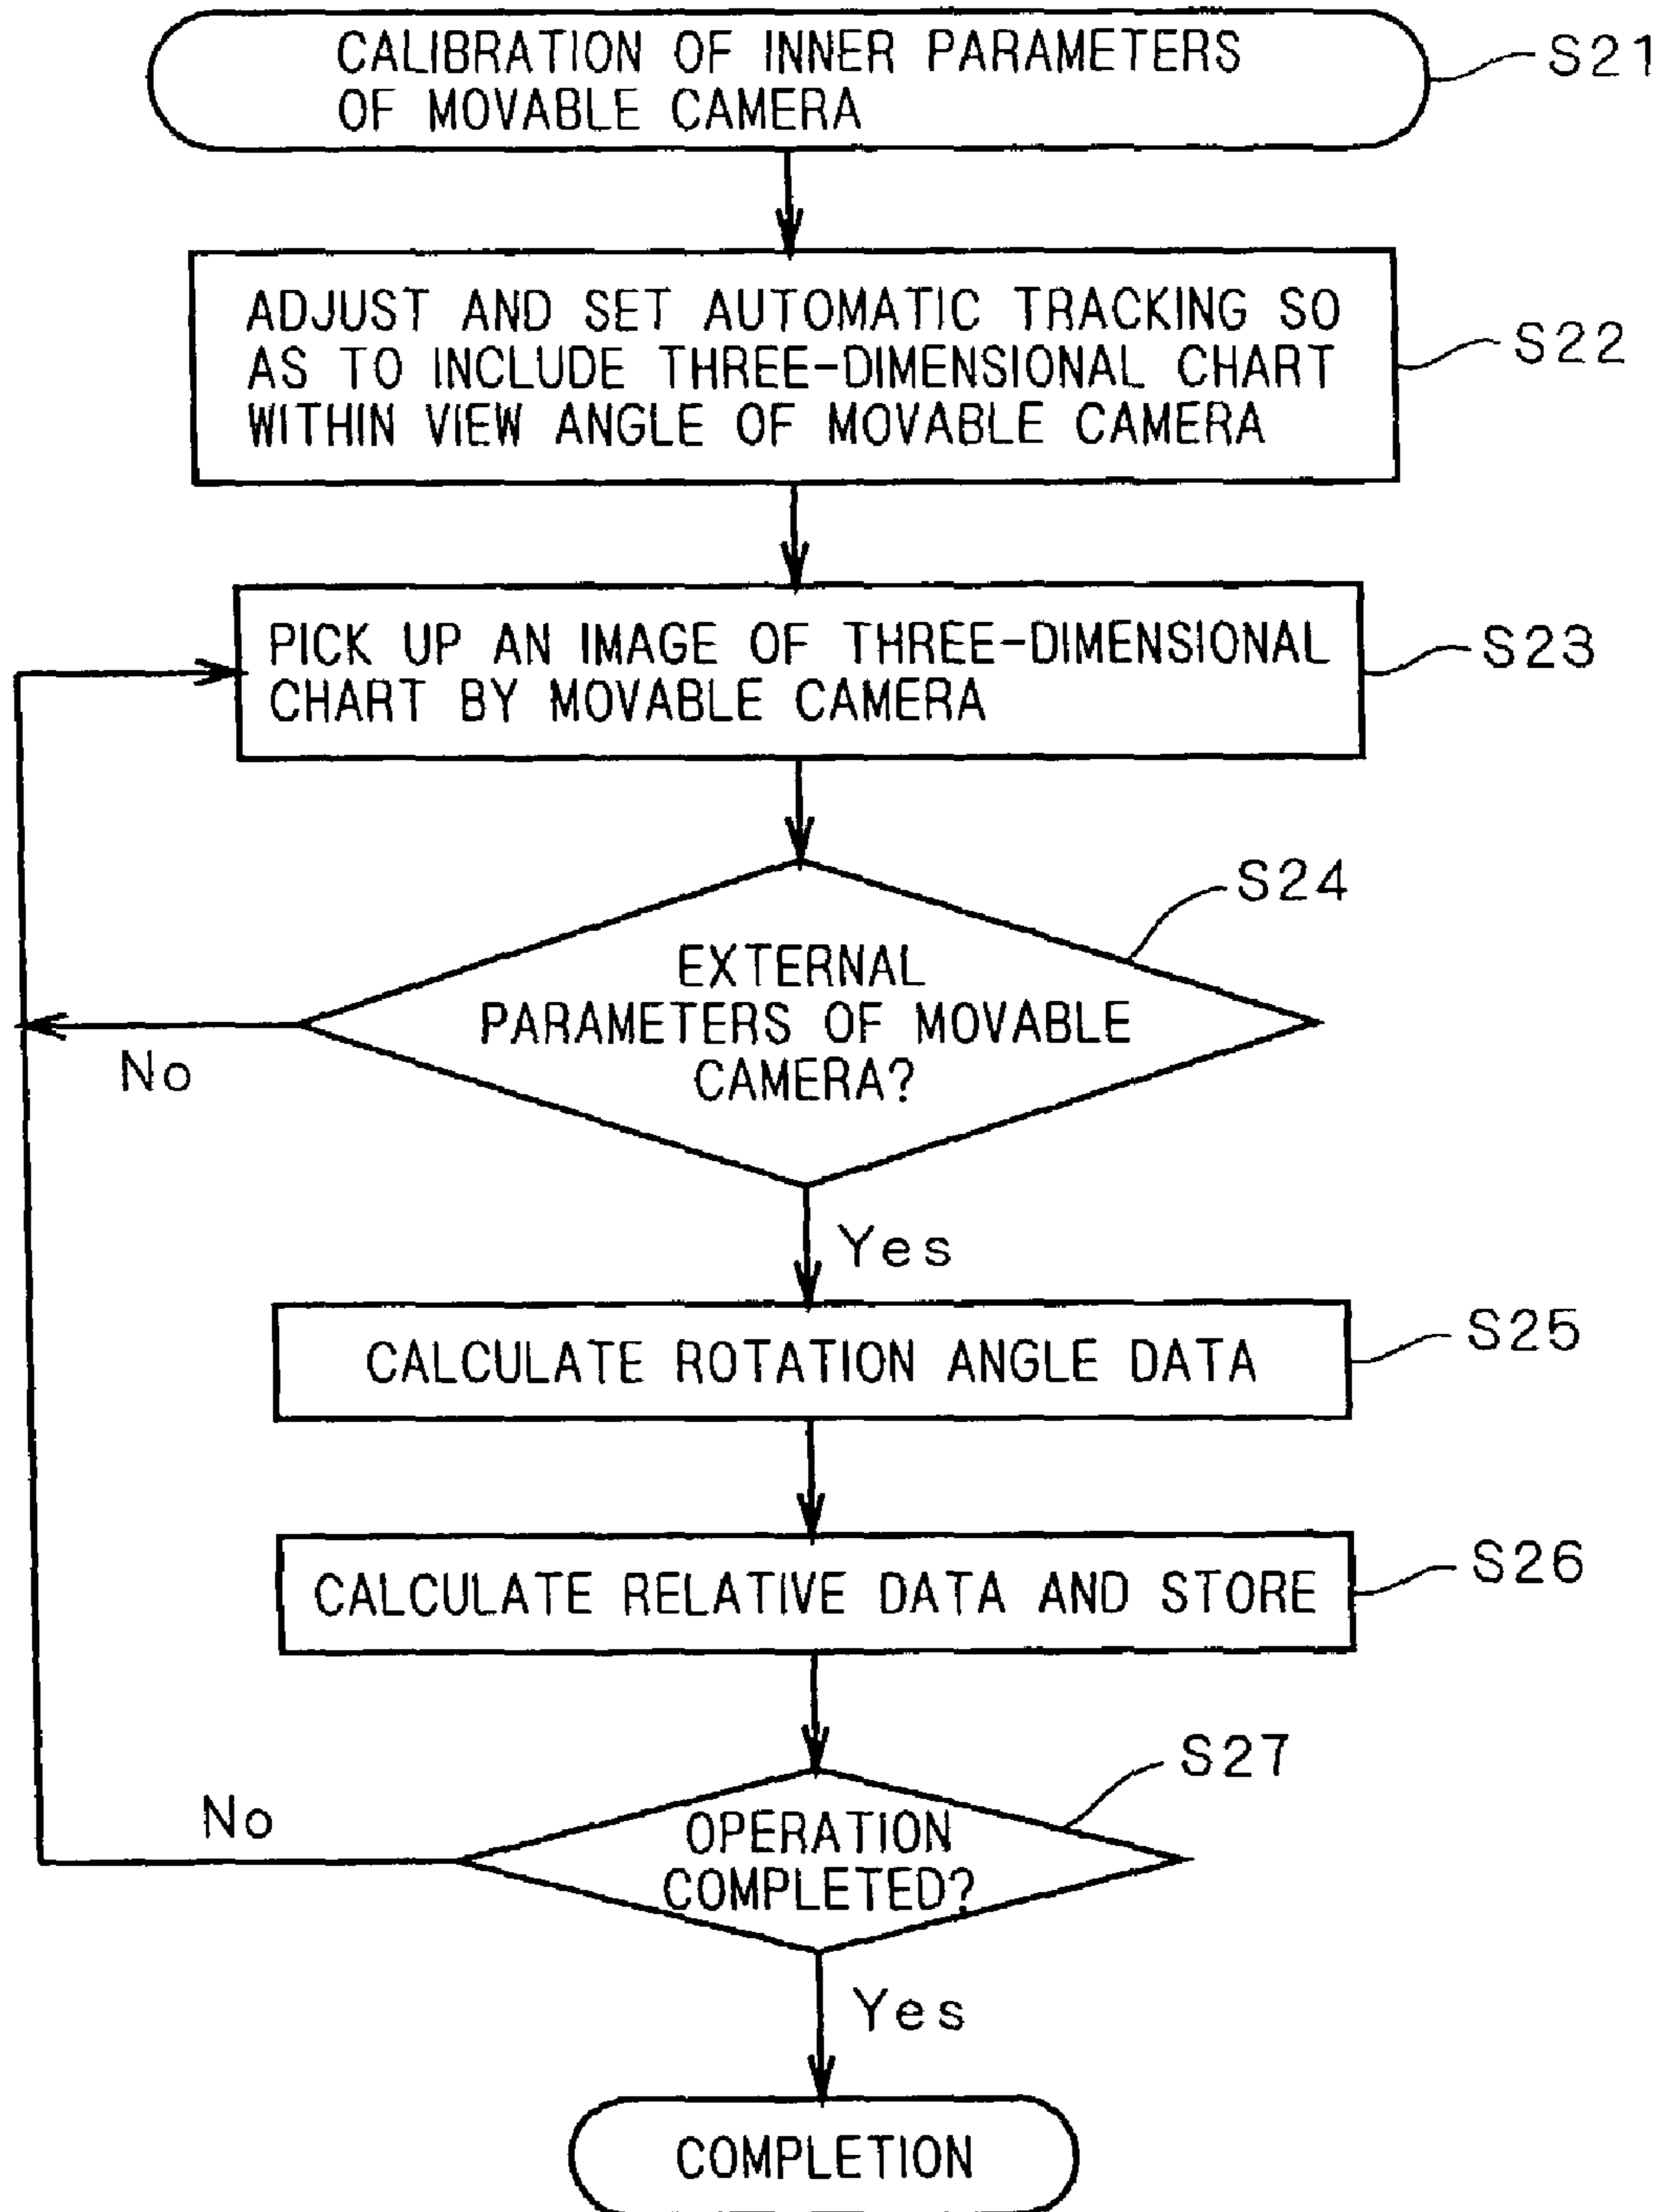 CALIBRATION OF INNER PARAMETERS
OF MOVABLE CAMERA
S21
ADJUST AND SET AUTOMATIC TRACKING SO
AS TO INCLUDE THREE-DIMENSIONAL CHART
WITHIN VIEW ANGLE OF MOVABLE CAMERA
S22
PICK UP AN IMAGE OF THREE-DIMENSIONAL
CHART BY MOVABLE CAMERA
S23
S24
EXTERNAL
PARAMETERS OF MOVABLE
CAMERA?
No
Yes
CALCULATE ROTATION ANGLE DATA
S25
CALCULATE RELATIVE DATA AND STORE
S26
S27
OPERATION
COMPLETED?
No
Yes
COMPLETION